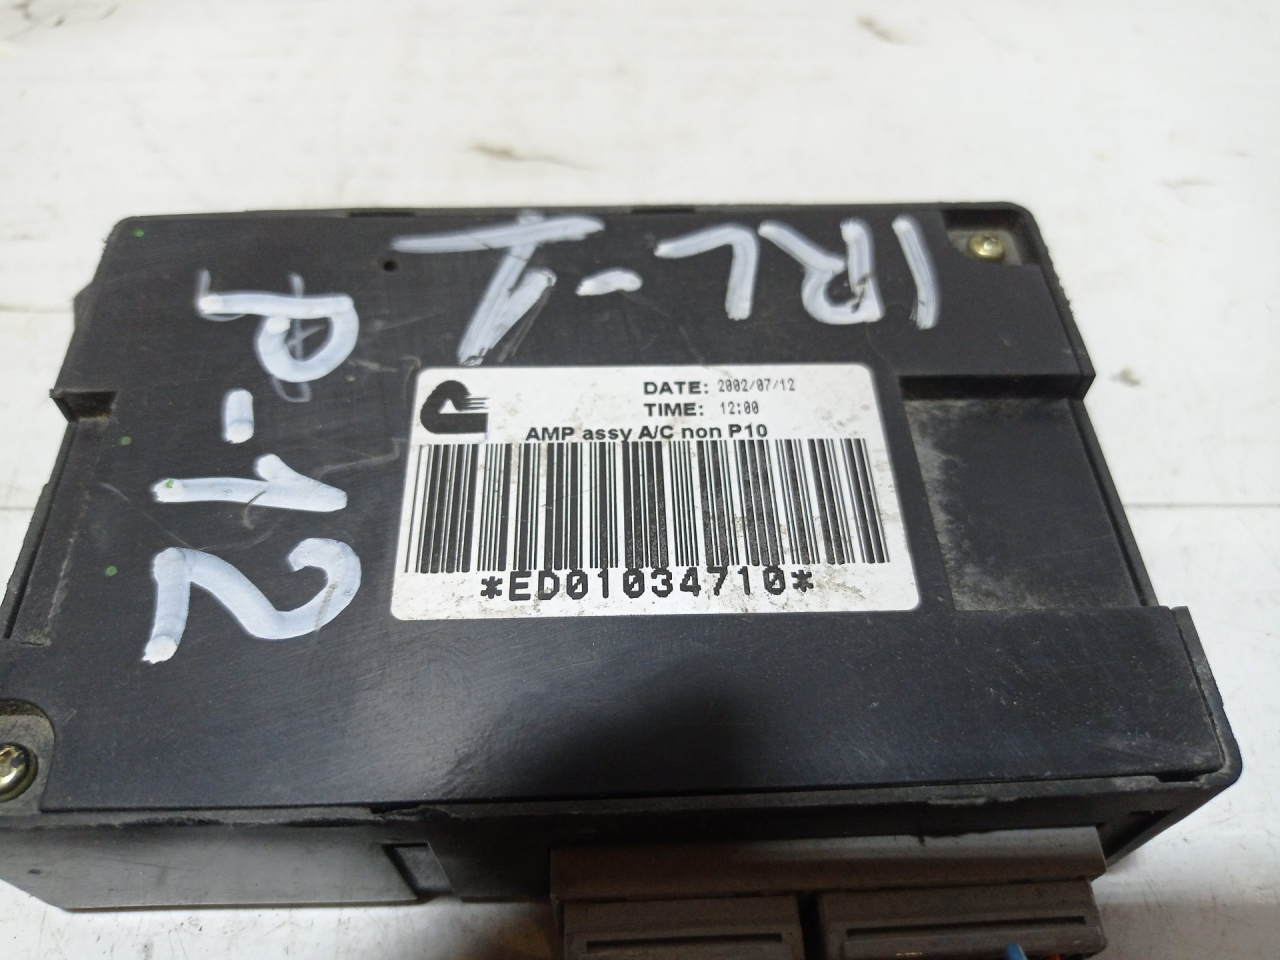 IRL-1
P-12
DATE: 2002/07/12
TIME: 12:00
AMP assy A/C non P10
*ED01034710*